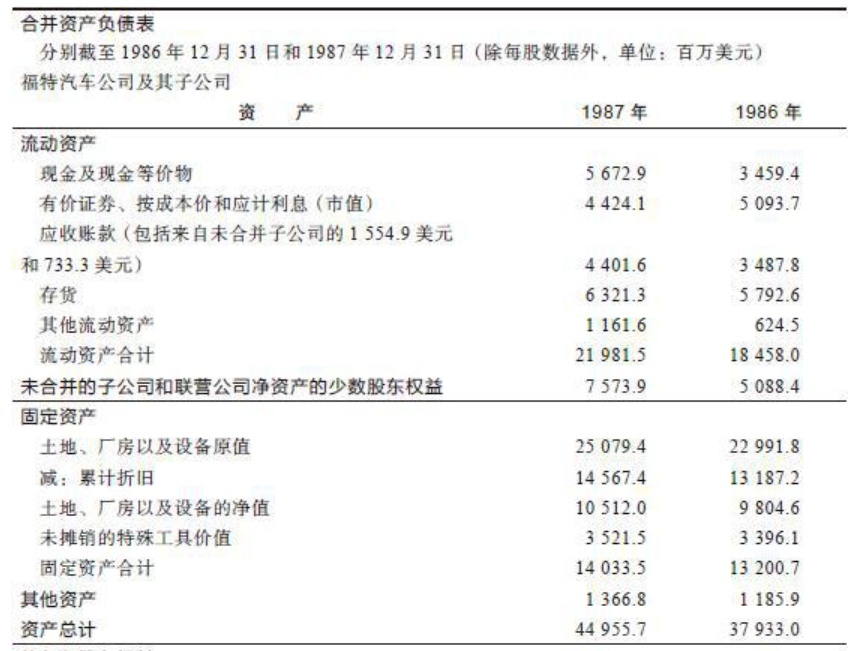 合并资产负债表
分别截至 1986 年 12 月 31 日和 1987 年 12 月 31 日（除每股数据外，单位：百万美元）
福特汽车公司及其子公司
资 产 1987 年 1986 年
流动资产
现金及现金等价物 5 672.9 3 459.4
有价证券、按成本价和应计利息（市值） 4 424.1 5 093.7
应收账款（包括来自未合并子公司的 1 554.9 美元
和 733.3 美元） 4 401.6 3 487.8
存货 6 321.3 5 792.6
其他流动资产 1 161.6 624.5
流动资产合计 21 981.5 18 458.0
未合并的子公司和联营公司净资产的少数股东权益 7 573.9 5 088.4
固定资产
土地、厂房以及设备原值 25 079.4 22 991.8
减：累计折旧 14 567.4 13 187.2
土地、厂房以及设备的净值 10 512.0 9 804.6
未摊销的特殊工具价值 3 521.5 3 396.1
固定资产合计 14 033.5 13 200.7
其他资产 1 366.8 1 185.9
资产总计 44 955.7 37 933.0